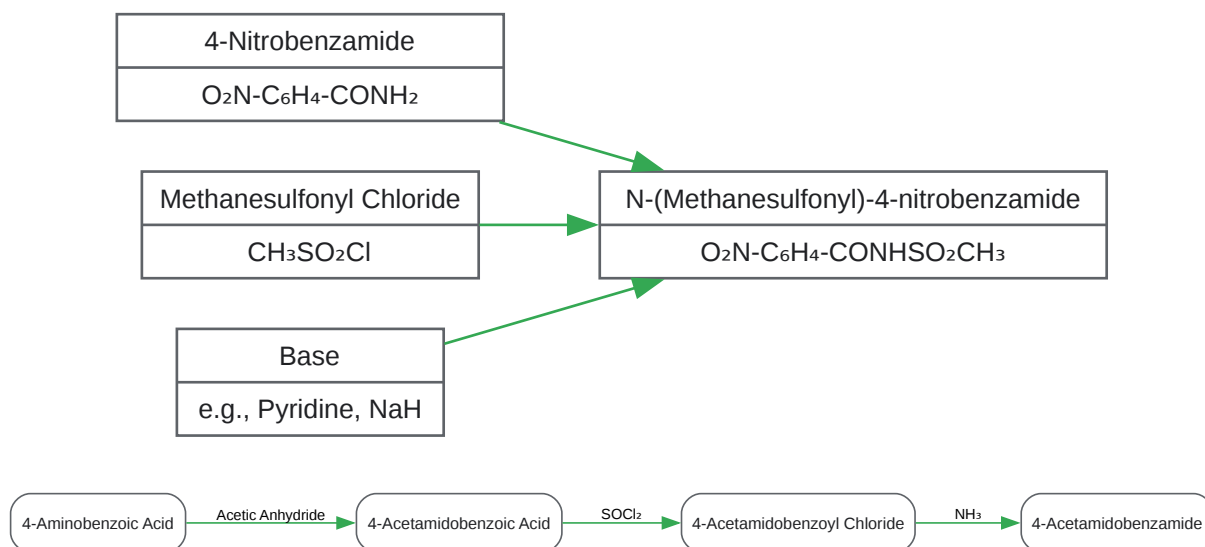 4-Nitrobenzamide
O₂N-C₆H₄-CONH₂
Methanesulfonyl Chloride
CH₃SO₂Cl
N-(Methanesulfonyl)-4-nitrobenzamide
O₂N-C₆H₄-CONHSO₂CH₃
Base
e.g., Pyridine, NaH
4-Aminobenzoic Acid
Acetic Anhydride
4-Acetamidobenzoic Acid
SOCl₂
4-Acetamidobenzoyl Chloride
NH₃
4-Acetamidobenzamide